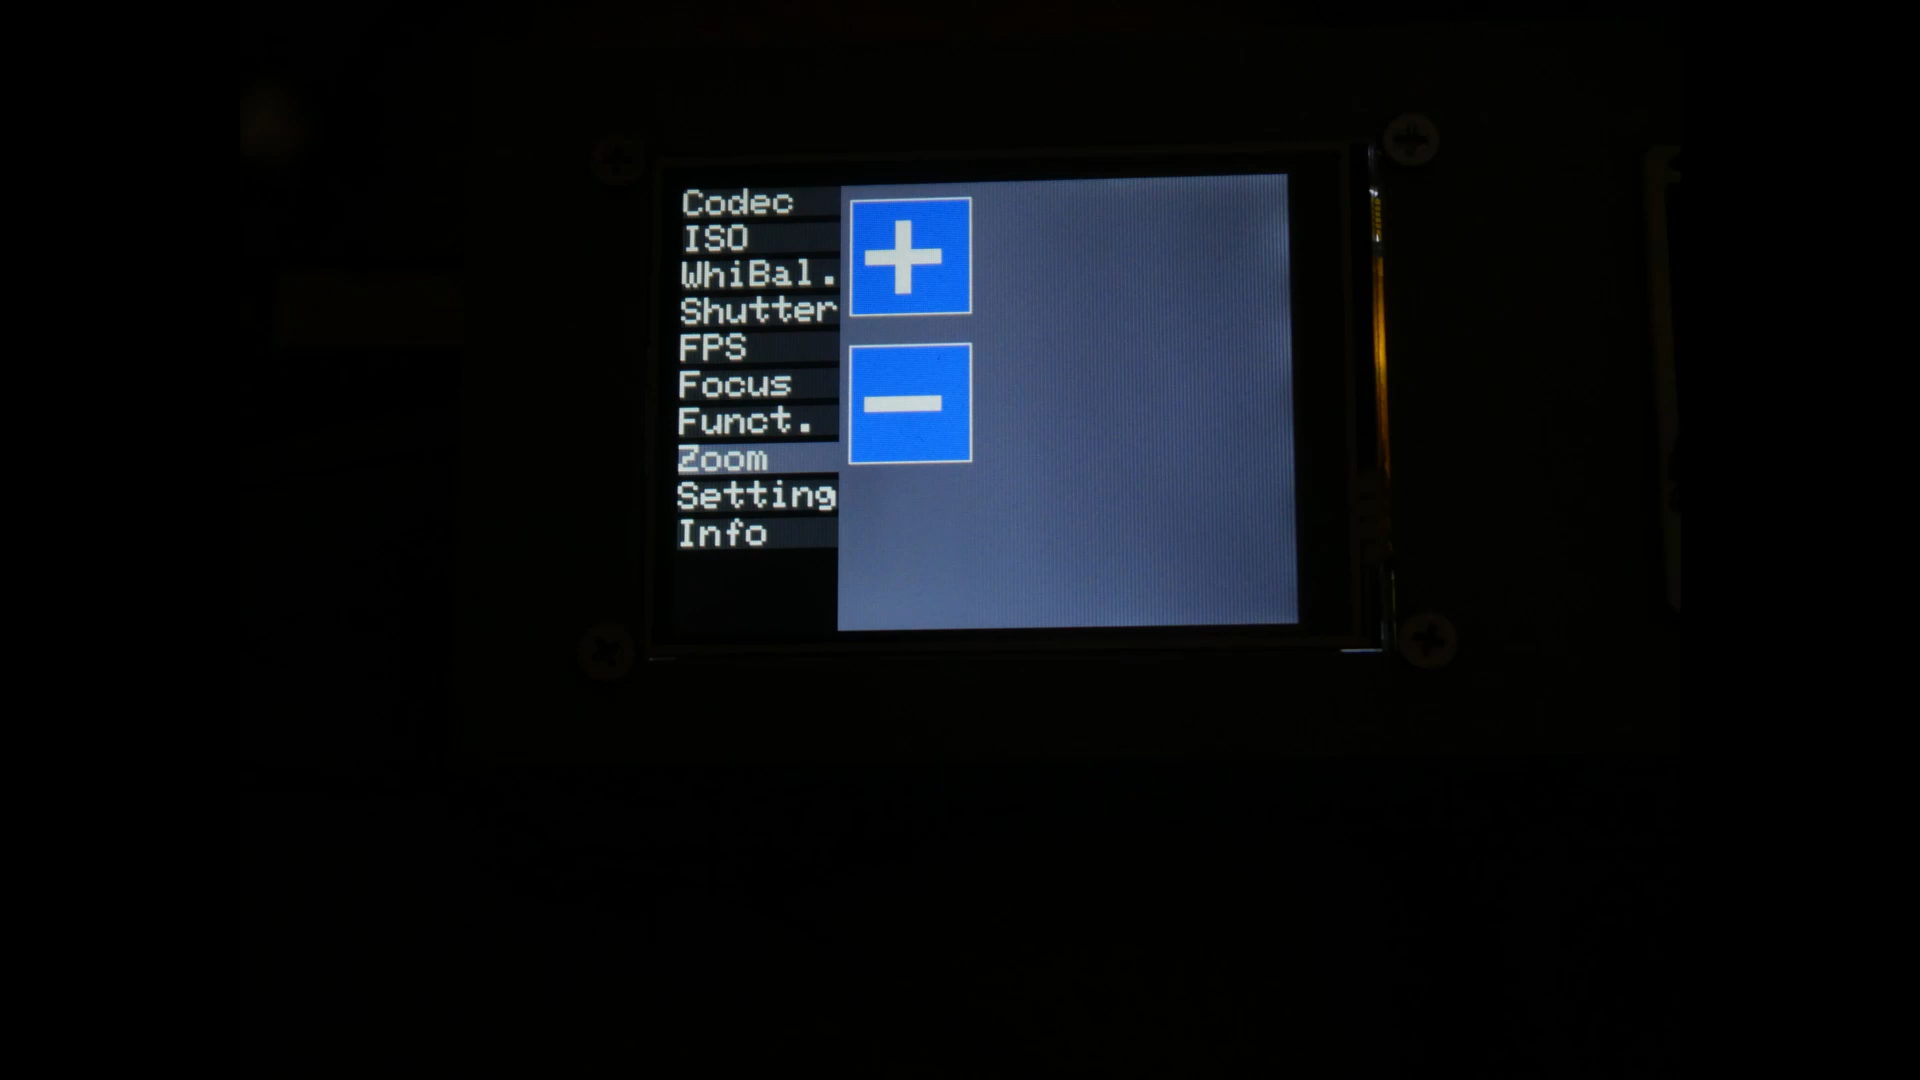 Codec
ISO
WhiBal.
Shutter
FPS
Focus
Funct.
Zoom
Setting
Info
+
-